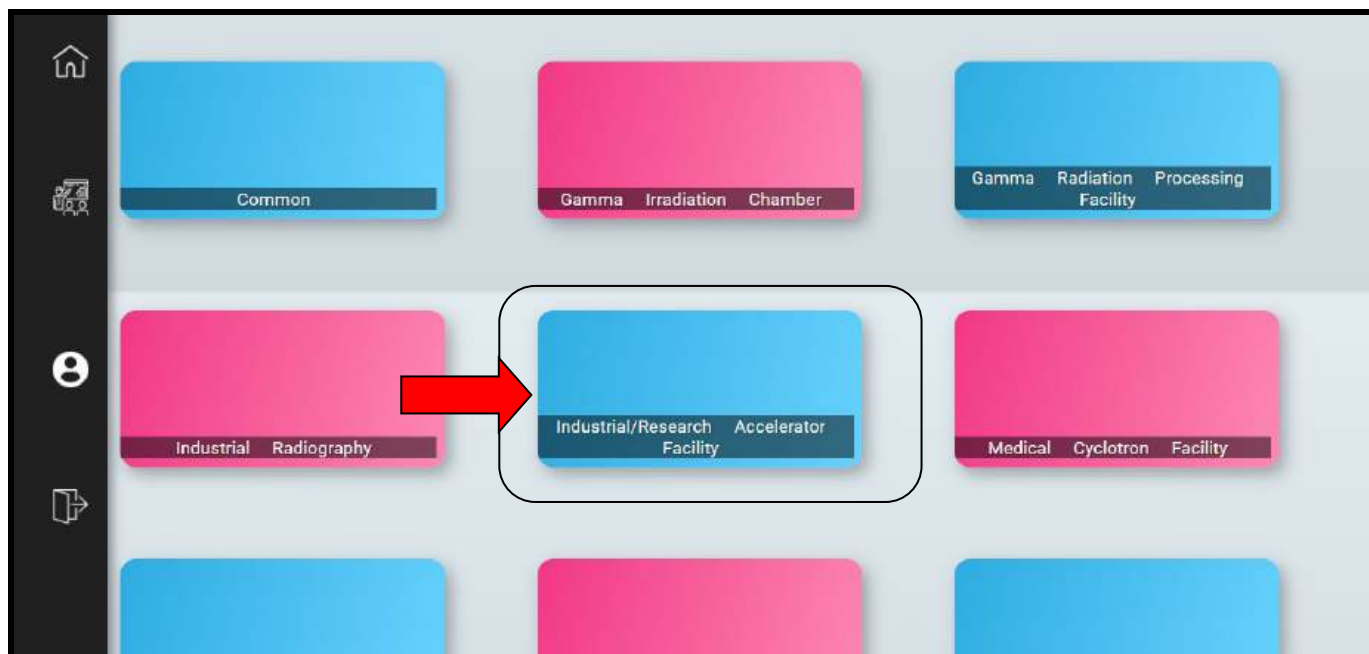 Common
Gamma Irradiation Chamber
Gamma Radiation Processing
Facility
Industrial Radiography
Industrial/Research Accelerator
Facility
Medical Cyclotron Facility